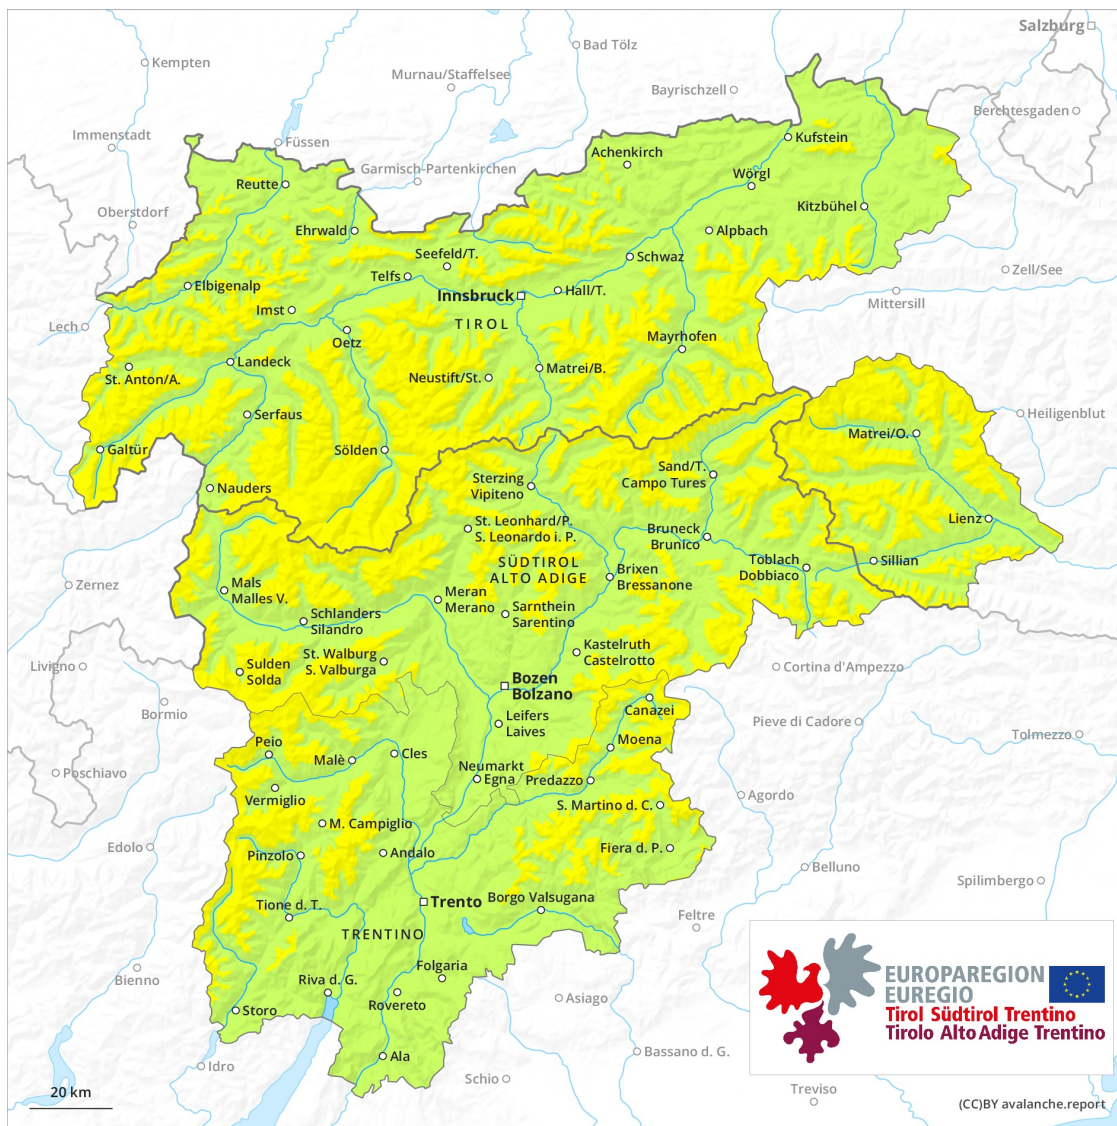 Salzburg
Bad Tölz
Kempten
Murnau/Staffelsee
Bayrischzell
Berchtesgaden
Immenstadt
Füssen
Kufstein
Achenkirch
Garmisch-Partenkirchen
Wörgl
Reutte
Oberstdorf
Kitzbühel
Ehrwald
Alpbach
Seefeld/T.
Schwaz
Zell/See
Telfs
Elbigenalp
Innsbruck
Hall/T.
Mittersill
Imst
TIROL
Lech
Oetz
Mayrhofen
Landeck
Matrei/B.
St. Anton/A.
Neustift/St.
Serfaus
Heiligenblut
Matrei/O.
Galtür
Sölden
Sand/T.
Campo Tures
Sterzing
Vipiteno
Nauders
Lienz
St. Leonhard/P.
S. Leonardo i. P.
Bruneck
Brunico
SÜDTIROL
ALTO ADIGE
Toblach
Dobbiaco
Sillian
Brixen
Bressanone
Zernez
Mals
Malles V.
Meran
Merano
Sarnthein
Sarentino
Schlanders
Silandro
Kastelruth
Castelrotto
St. Walburg
S. Valburga
Livigno
Sulden
Solda
Cortina d'Ampezzo
Bozen
Bolzano
Bormio
Canazei
Leifers
Laives
Pieve di Cadore
Tolmezzo
Moena
Peio
Cles
Malè
Poschiavo
Neumarkt
Egna
Predazzo
Vermiglio
Agordo
S. Martino d. C.
M. Campiglio
Edolo
Pinzolo
Andalo
Fiera d. P.
Belluno
Spilimbergo
Trento
Borgo Valsugana
Tione d. T.
Feltre
TRENTINO
Folgaria
Bienno
Riva d. G.
Rovereto
Asiago
Storo
EUROPAREGION
EUREGIO
Tirol Südtirol Trentino
Tirolo Alto Adige Trentino
Ala
Bassano d. G.
Idro
Schio
Treviso
20 km
(CC)BY avalanche.report